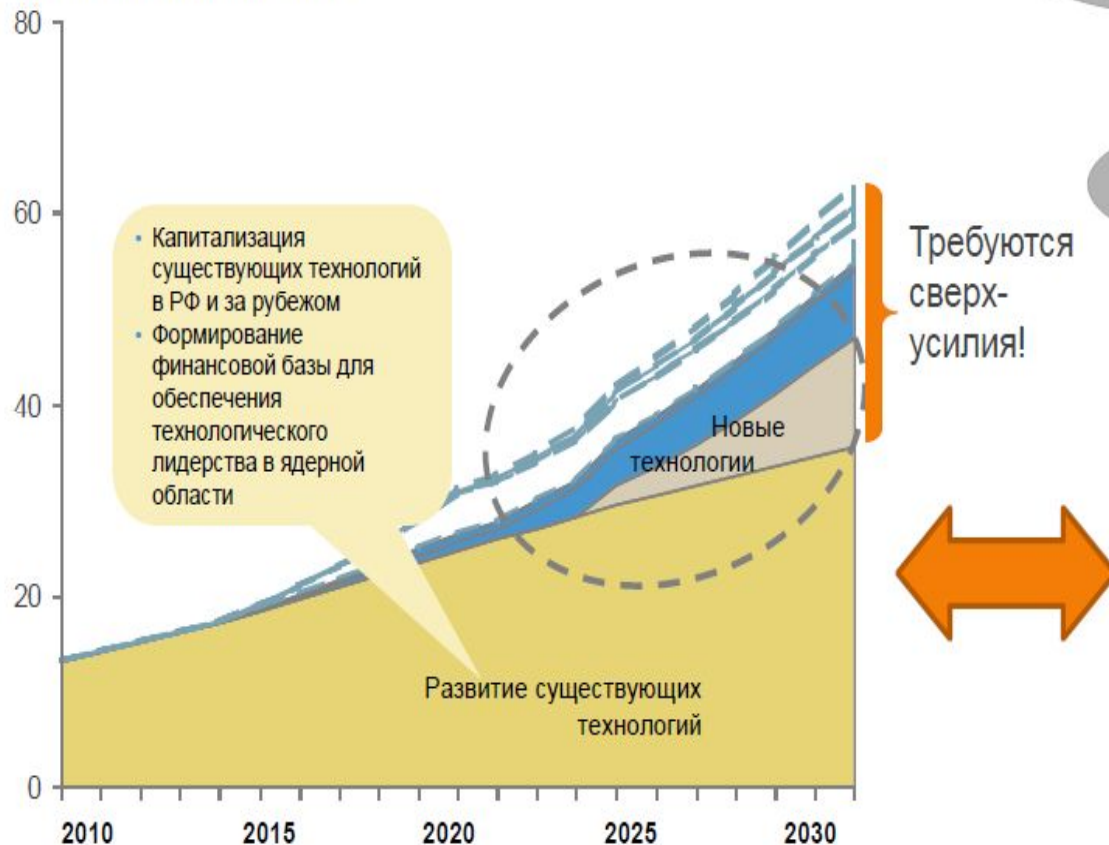 80
60
40
20
0
• Капитализация
существующих технологий
в РФ и за рубежом
• Формирование
финансовой базы для
обеспечения
технологического
лидерства в ядерной
области
Требуются
сверх-
усилия!
Новые
технологии
Развитие существующих
технологий
2010 2015 2020 2025 2030